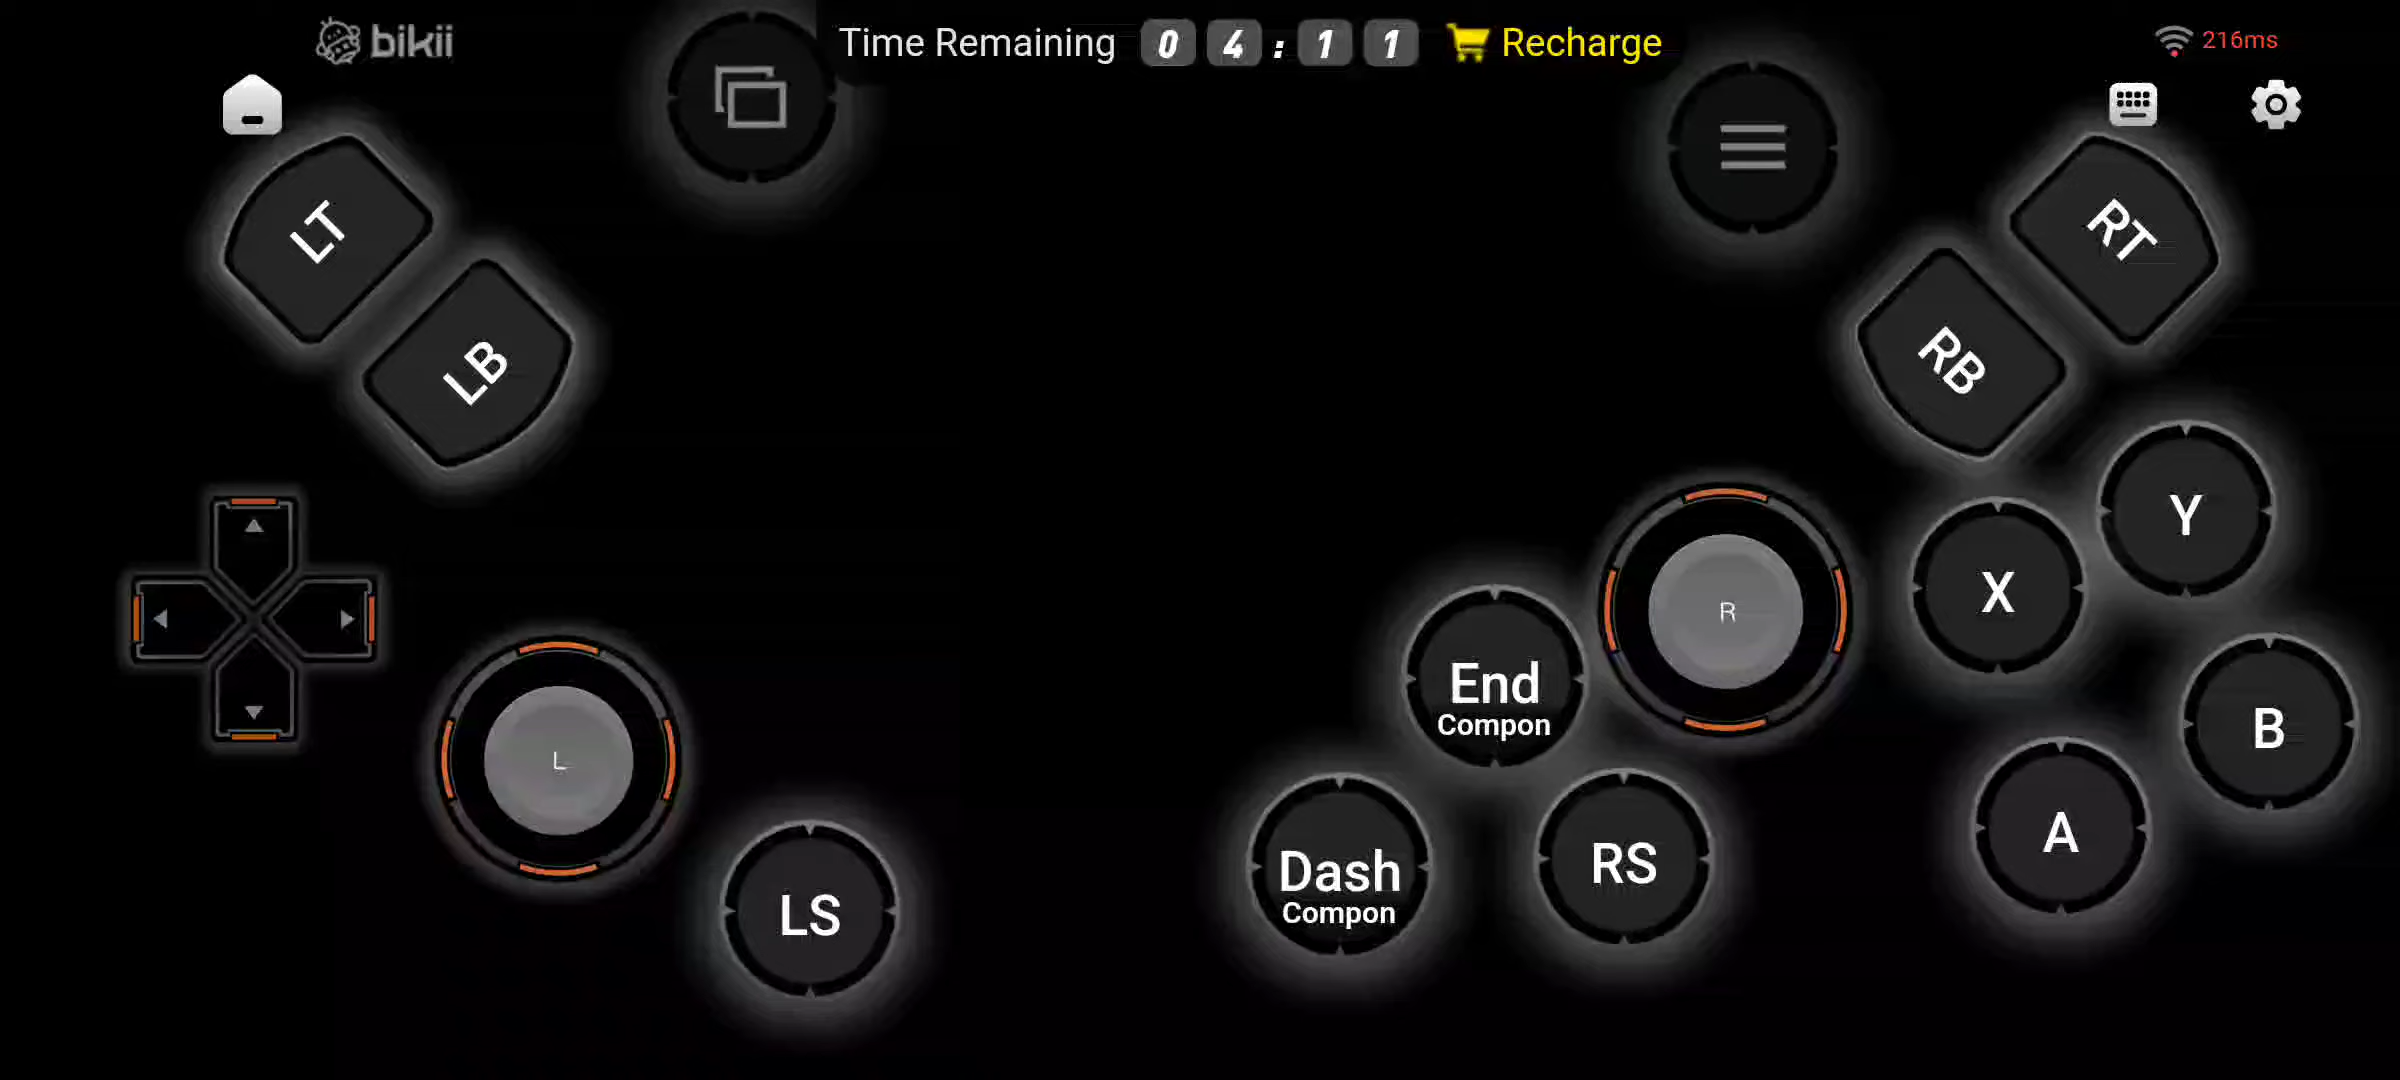 bikii
Time Remaining 04:11 Recharge
216ms
LT
RT
LB
RB
Y
X
R
End
Compon
B
L
A
Dash
Compon
RS
LS